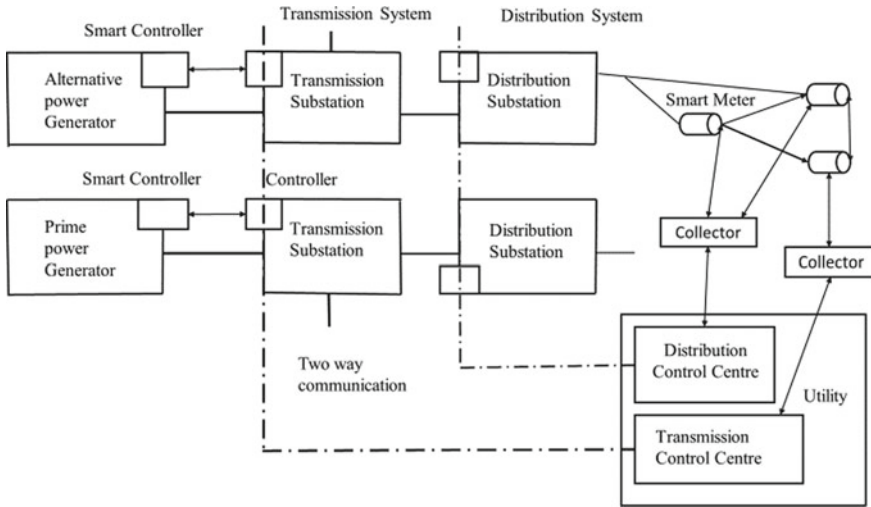 Transmission System
Distribution System
Smart Controller
Alternative
power
Generator
Transmission
Substation
Distribution
Substation
Smart Meter
Smart Controller
Controller
Prime
power
Generator
Transmission
Substation
Distribution
Substation
Collector
Collector
Two way
communication
Distribution
Control Centre
Utility
Transmission
Control Centre